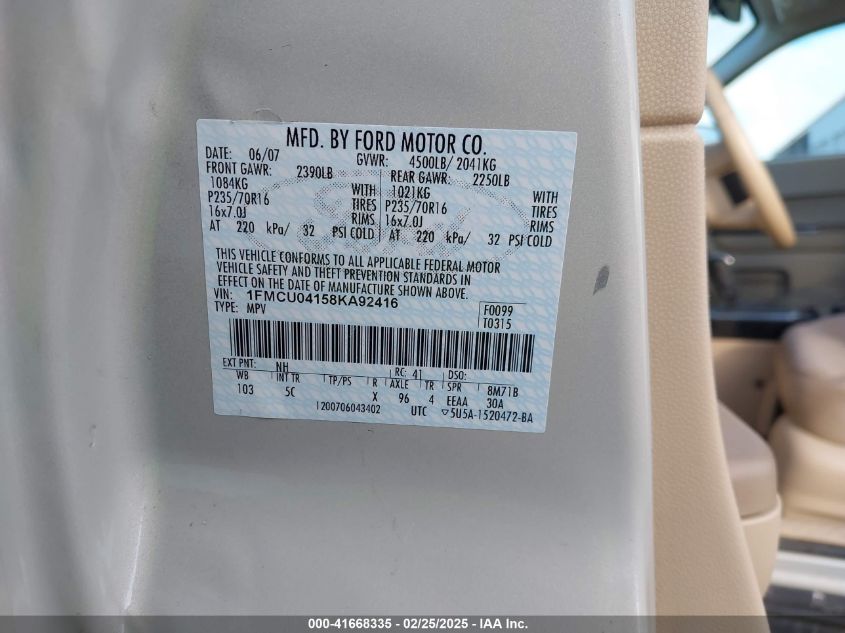 MFD. BY FORD MOTOR CO.
DATE: 06/07 GVWR: 4500LB/ 2041KG
FRONT GAWR: 2390LB REAR GAWR: 2250LB
1084KG WITH 1021KG WITH
P235/70R16 TIRES P235/70R16 TIRES
16x7.0J RIMS 16x7.0J RIMS
AT 220 kPa/ 32 PSI COLD AT 220 kPa/ 32 PSI COLD
THIS VEHICLE CONFORMS TO ALL APPLICABLE FEDERAL MOTOR
VEHICLE SAFETY AND THEFT PREVENTION STANDARDS IN
EFFECT ON THE DATE OF MANUFACTURE SHOWN ABOVE.
VIN: 1FMCU04158KA92416 F0099
TYPE: MPV T0315
EXT PNT: NH RC: 41 DSO:
WB INT TR TP/PS R AXLE TR SPR 8M71B
103 5C X 96 4 EEAA 30A
1200706043402 UTC ▽5U5A-1520472-BA
000-41668335 - 02/25/2025 - IAA Inc.